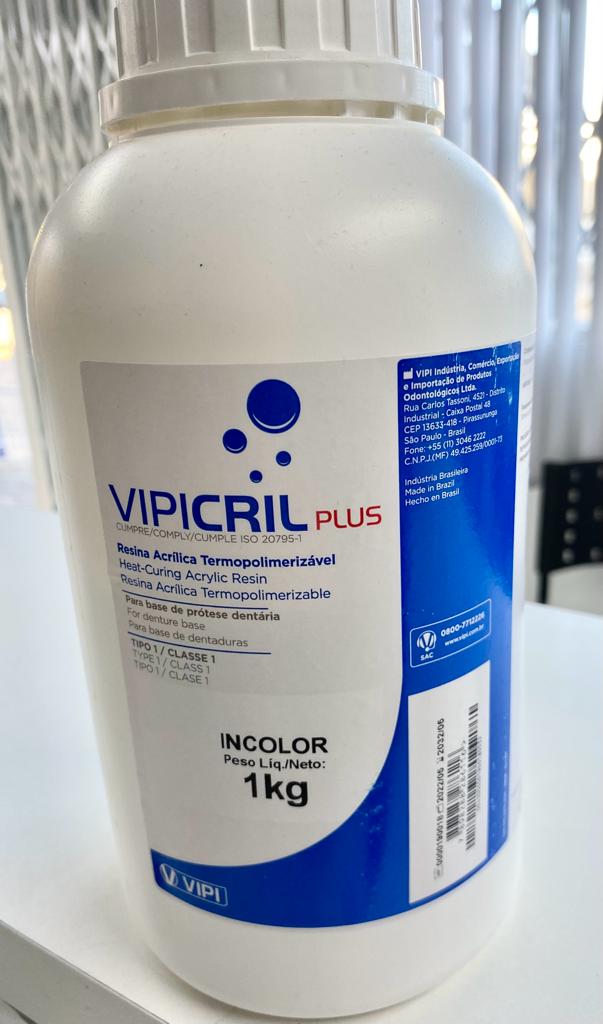 VIPICRIL PLUS
CUMPRE/COMPLY/CUMPLE ISO 20795-1
Resina Acrílica Termopolimerizável
Heat-Curing Acrylic Resin
Resina Acrílica Termopolimerizable
Para base de prótese dentária
For denture base
Para base de dentaduras
TIPO 1 / CLASSE 1
TYPE 1 / CLASS 1
TIPO 1 / CLASE 1
INCOLOR
Peso Líq./Neto:
1kg
VIPI
VIPI Indústria, Comércio, Exportação
e Importação de Produtos
Odontológicos Ltda.
Rua Carlos Tassoni, 4521 - Distrito
Industrial - Caixa Postal 48
CEP 13633-418 - Pirassununga
São Paulo - Brasil
Fone: +55 (11) 3046 2222
C.N.P.J.(MF) 49.425.259/0001-73
Indústria Brasileira
Made in Brazil
Hecho en Brasil
SAC
0800-7712226
www.vipi.com.br
0000190018 2022/06 2032/06